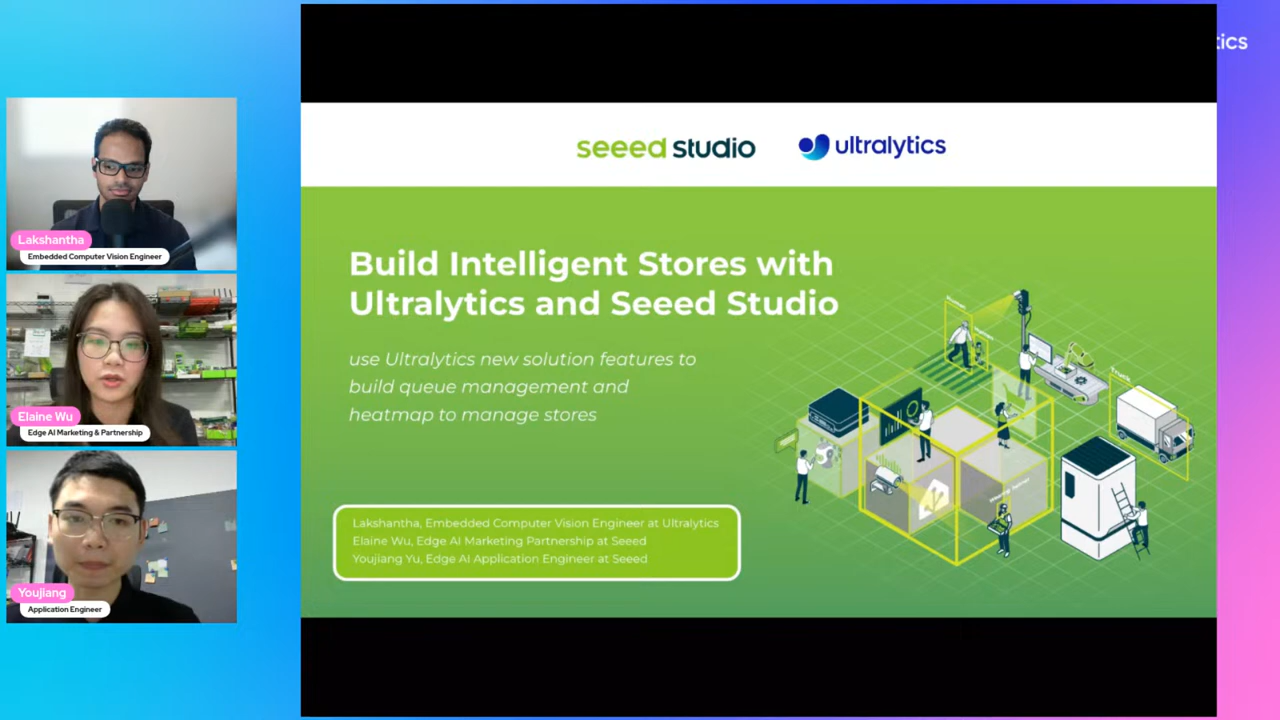 tics
Lakshantha
Embedded Computer Vision Engineer
Elaine Wu
Edge AI Marketing & Partnership
Youjiang
Application Engineer
seeed studio
ultralytics
Build Intelligent Stores with
Ultralytics and Seeed Studio
use Ultralytics new solution features to
build queue management and
heatmap to manage stores
Lakshantha, Embedded Computer Vision Engineer at Ultralytics
Elaine Wu, Edge AI Marketing Partnership at Seeed
Youjiang Yu, Edge AI Application Engineer at Seeed
Truck